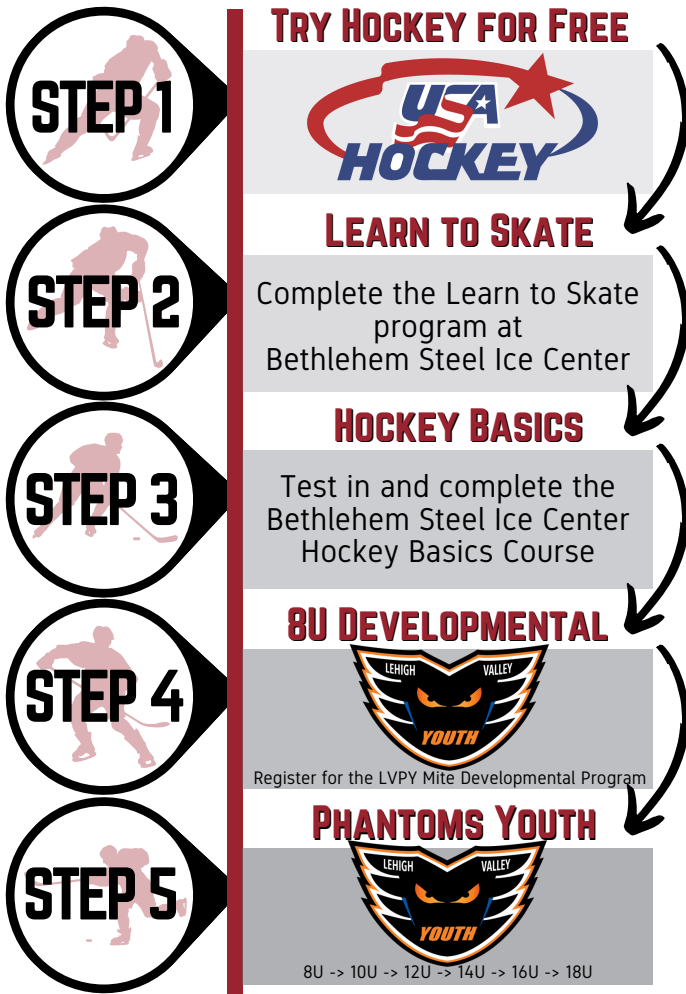 STEP 1
TRY HOCKEY FOR FREE
USA
HOCKEY
STEP 2
LEARN TO SKATE
Complete the Learn to Skate
program at
Bethlehem Steel Ice Center
STEP 3
HOCKEY BASICS
Test in and complete the
Bethlehem Steel Ice Center
Hockey Basics Course
STEP 4
8U DEVELOPMENTAL
LEHIGH VALLEY
YOUTH
Register for the LVPY Mite Developmental Program
STEP 5
PHANTOMS YOUTH
LEHIGH VALLEY
YOUTH
8U -> 10U -> 12U -> 14U -> 16U -> 18U